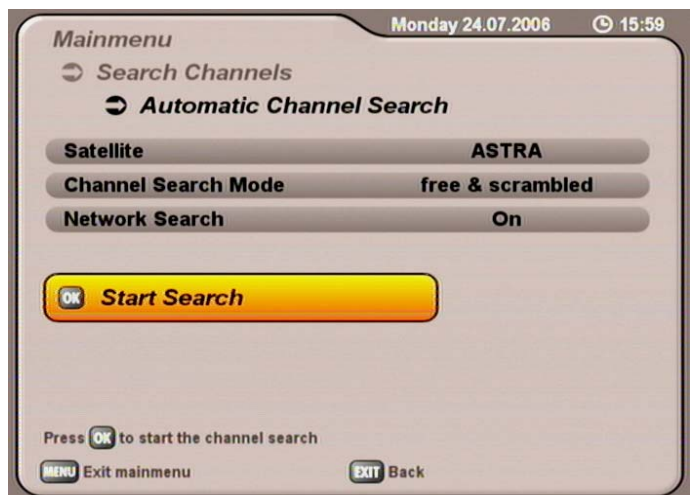 Monday 24.07.2006 15:59
Mainmenu
Search Channels
Automatic Channel Search
Satellite ASTRA
Channel Search Mode free & scrambled
Network Search On
OK Start Search
Press OK to start the channel search
MENU Exit mainmenu EXIT Back